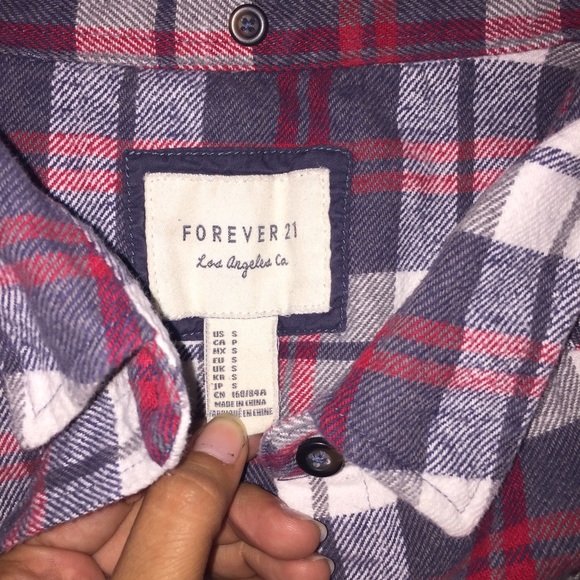 FOREVER 21
Los Angeles Ca
US S
CA P
MX S
EU S
UK S
KR S
JP S
CN 160/84A
MADE IN CHINA
FABRIQUÉ EN CHINE